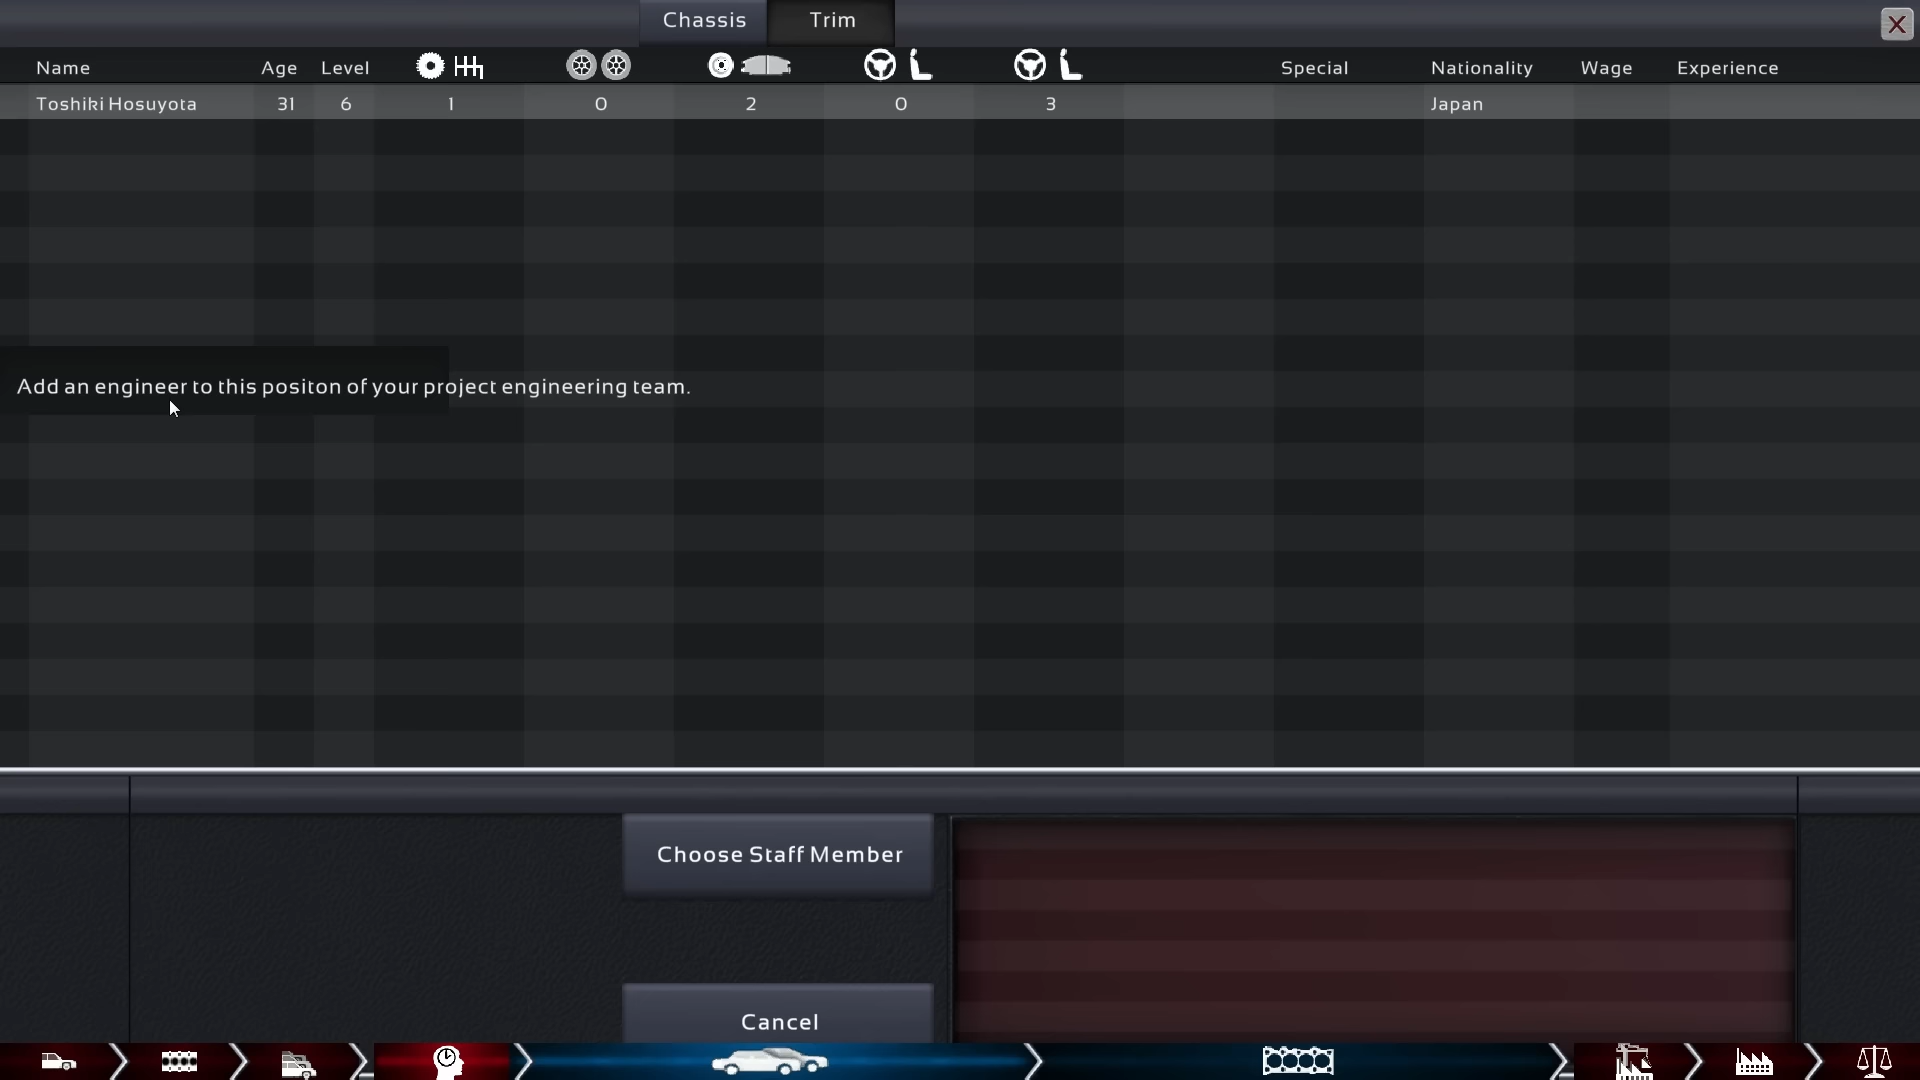 Chassis Trim
Name Age Level Special Nationality Wage Experience
Toshiki Hosuyota 31 6 1 0 2 0 3 Japan
Add an engineer to this positon of your project engineering team.
Choose Staff Member
Cancel